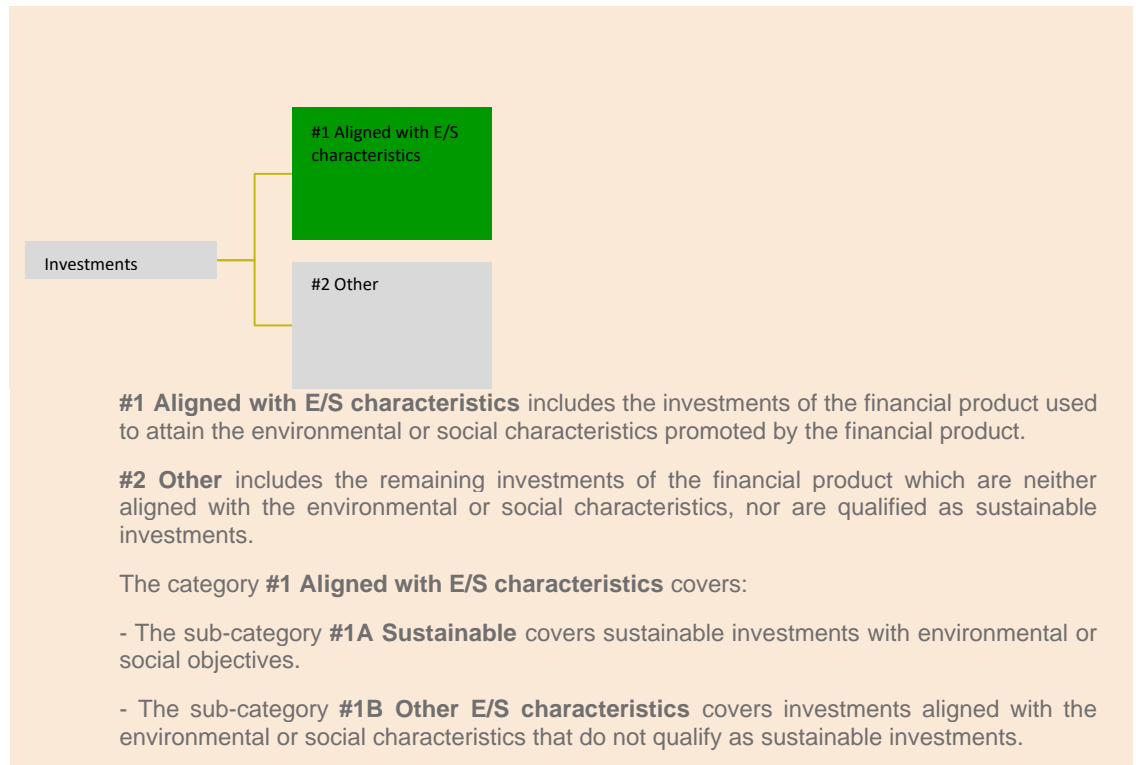 #1 Aligned with E/S
characteristics
Investments
#2 Other
#1 Aligned with E/S characteristics includes the investments of the financial product used
to attain the environmental or social characteristics promoted by the financial product.
#2 Other includes the remaining investments of the financial product which are neither
aligned with the environmental or social characteristics, nor are qualified as sustainable
investments.
The category #1 Aligned with E/S characteristics covers:
- The sub-category #1A Sustainable covers sustainable investments with environmental or
social objectives.
- The sub-category #1B Other E/S characteristics covers investments aligned with the
environmental or social characteristics that do not qualify as sustainable investments.